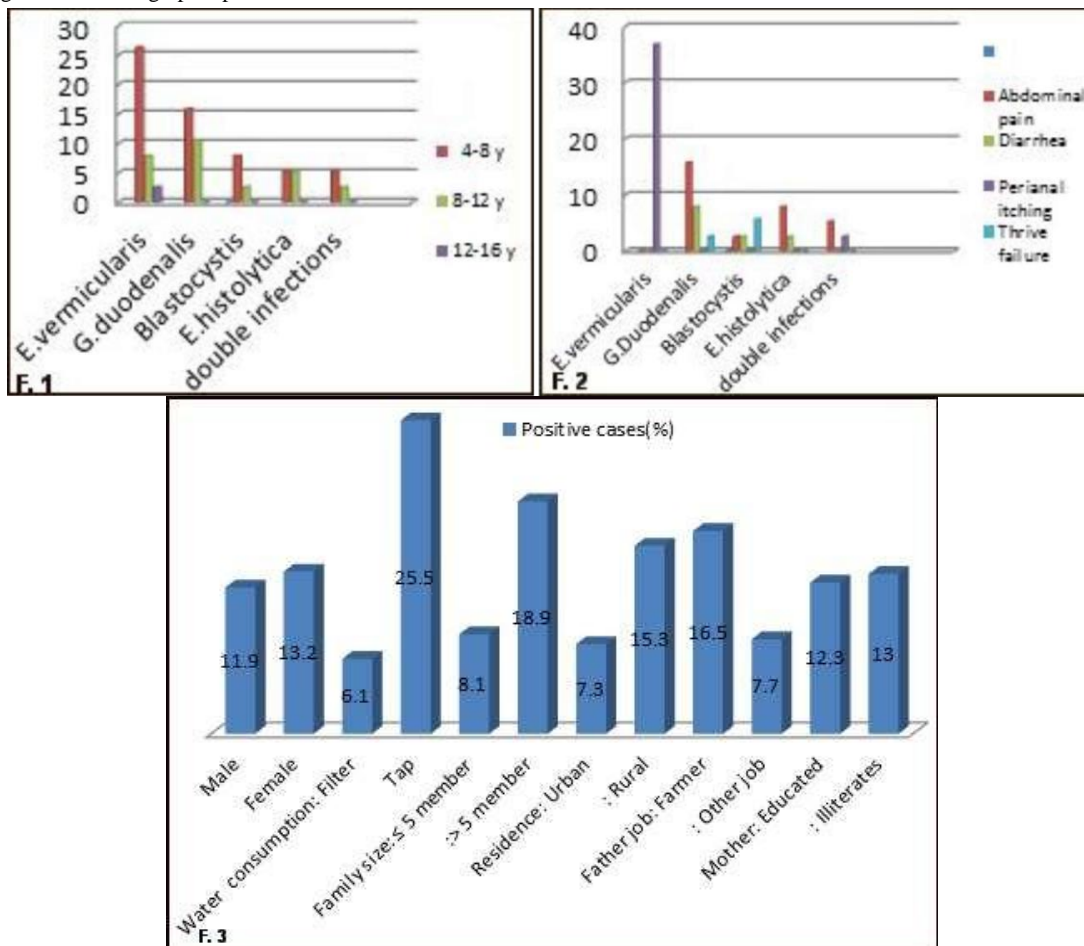 30
25
20
15
10
5
0
4-8 y
8-12 y
12-16 y
E.vermicularis
G.duodenalis
Blastocystis
E.histolytica
double infections
F. 1
40
30
20
10
0
Abdominal
pain
Diarrhea
Perianal
itching
Thrive
failure
E.vermicularis
G.Duodenalis
Blastocystis
E.histolytica
double infections
F. 2
Positive cases(%)
11.9
13.2
6.1
25.5
8.1
18.9
7.3
15.3
16.5
7.7
12.3
13
Male
Female
Water consumption: Filter
Tap
Family size: ≤ 5 member
:> 5 member
Residence: Urban
: Rural
Father job: Farmer
: Other job
Mother: Educated
: Illiterates
F. 3